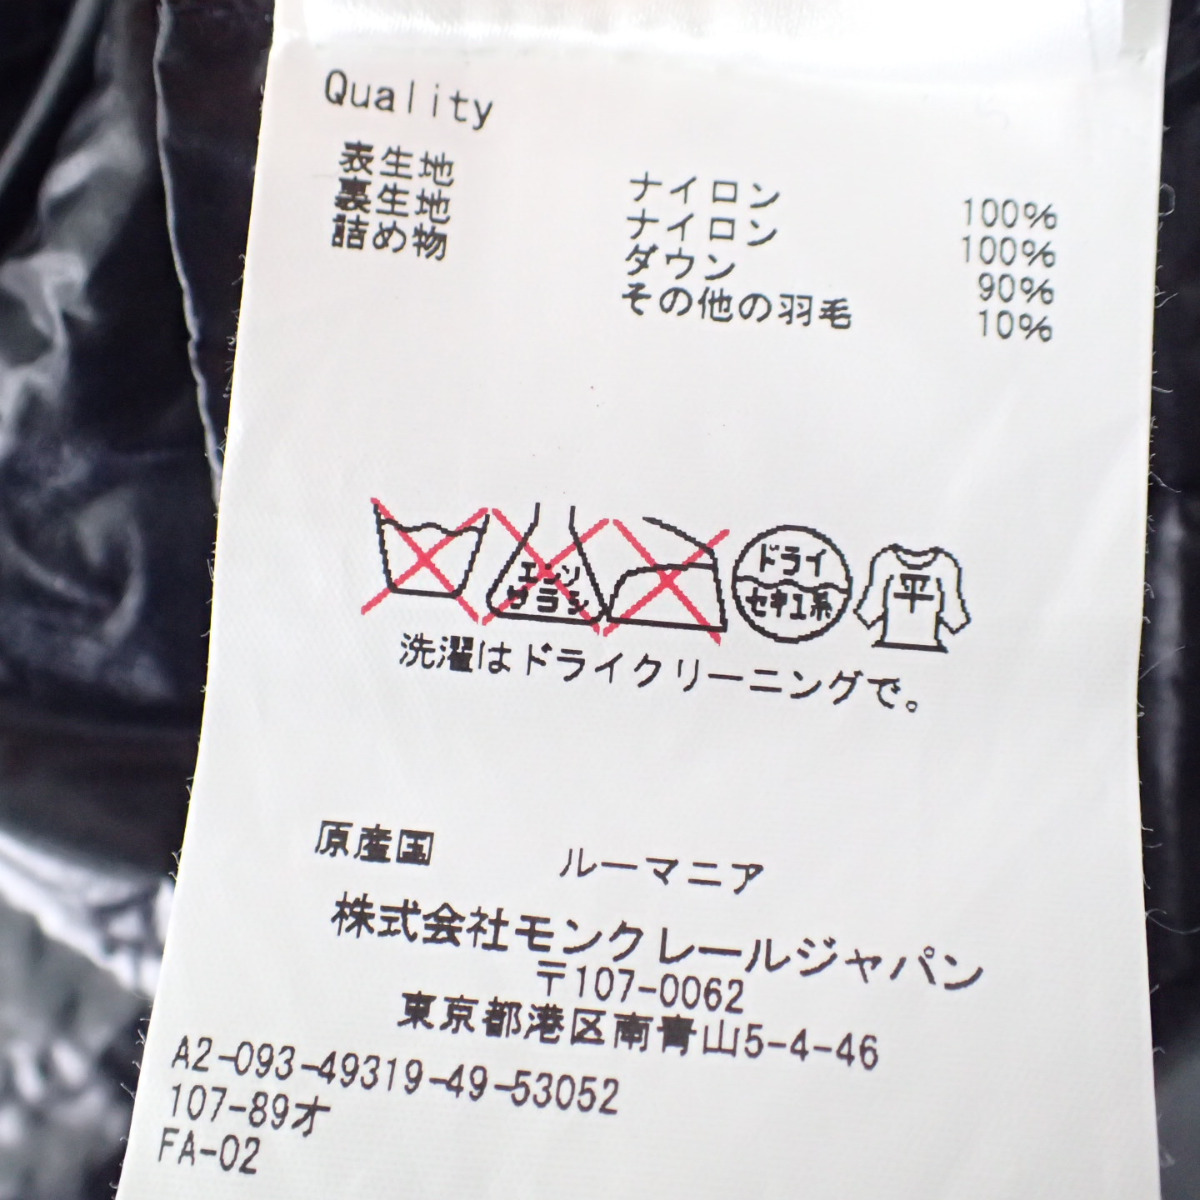 Quality
表生地 ナイロン 100%
裏生地 ナイロン 100%
詰め物 ダウン 90%
その他の羽毛 10%
エンソ
サラシ
ドライ
セキユ系
平
洗濯はドライクリーニングで。
原産国 ルーマニア
株式会社モンクレールジャパン
〒107-0062
東京都港区南青山5-4-46
A2-093-49319-49-53052
107-89オ
FA-02